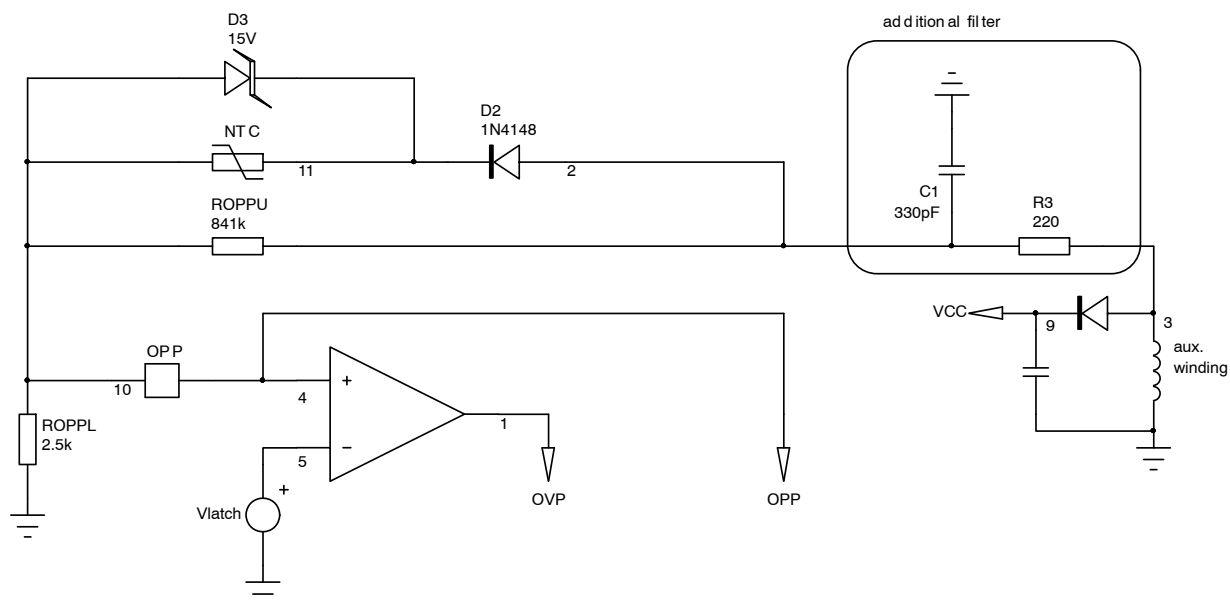 additional filter
D3
15V
D2
1N4148
NTC
11
2
C1
330pF
R3
220
ROPPU
841k
VCC
9
3
aux.
winding
OPP
10
+
4
1
ROPPL
2.5k
−
5
+
Vlatch
OVP
OPP